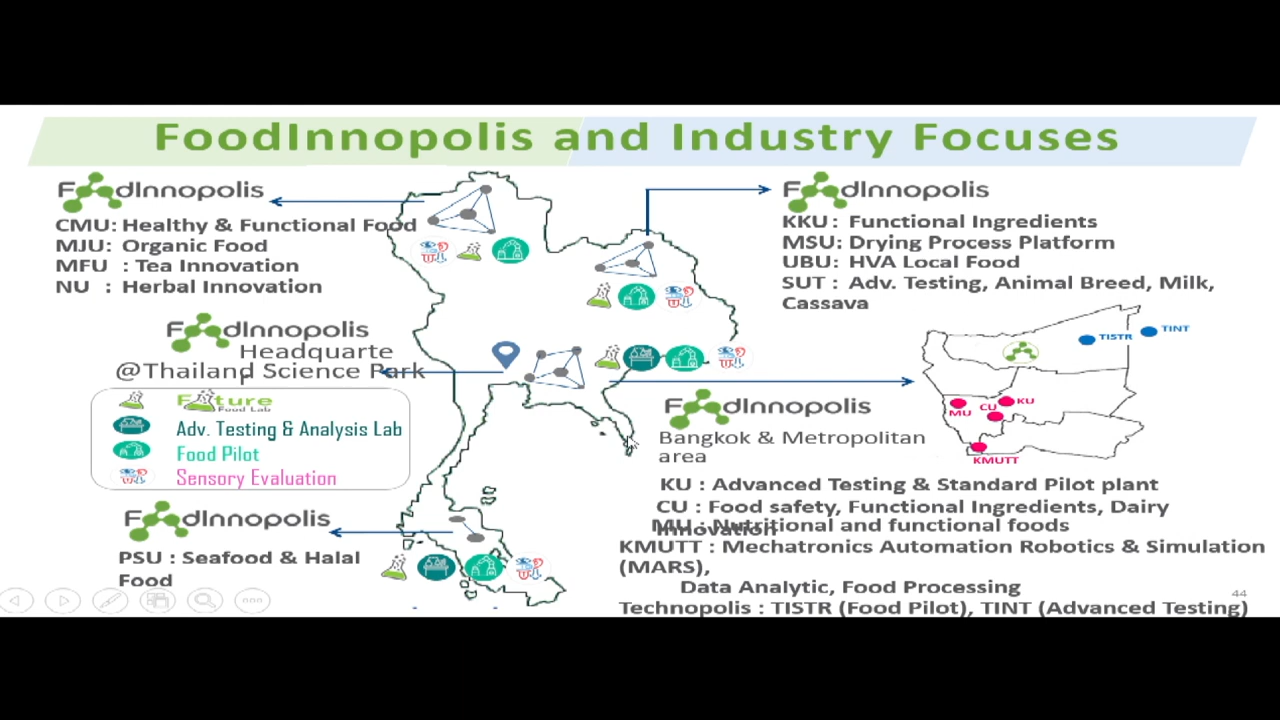 FoodInnopolis and Industry Focuses
FoodInnopolis
CMU: Healthy & Functional Food
MJU: Organic Food
MFU : Tea Innovation
NU : Herbal Innovation
FoodInnopolis
KKU: Functional Ingredients
MSU: Drying Process Platform
UBU: HVA Local Food
SUT : Adv. Testing, Animal Breed, Milk,
Cassava
FoodInnopolis
Headquarte
r
@Thailand Science Park
Future
Food Lab
Adv. Testing & Analysis Lab
Food Pilot
Sensory Evaluation
TISTR
TINT
MU
CU
KU
KMUTT
FoodInnopolis
Bangkok & Metropolitan
area
KU : Advanced Testing & Standard Pilot plant
CU : Food safety, Functional Ingredients, Dairy
Innovation
MU : Nutritional and functional foods
KMUTT : Mechatronics Automation Robotics & Simulation
(MARS),
Data Analytic, Food Processing
Technopolis : TISTR (Food Pilot), TINT (Advanced Testing)
FoodInnopolis
PSU : Seafood & Halal
Food
44